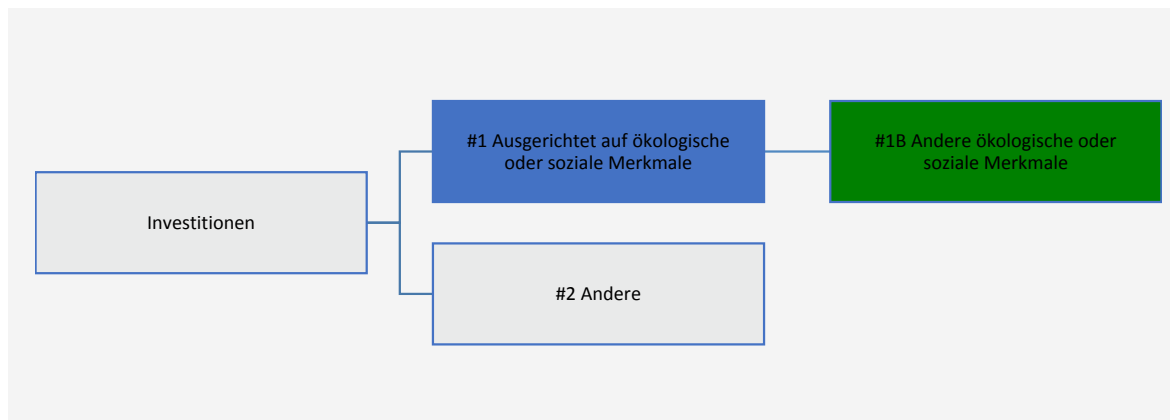 #1 Ausgerichtet auf ökologische
oder soziale Merkmale
#1B Andere ökologische oder
soziale Merkmale
Investitionen
#2 Andere